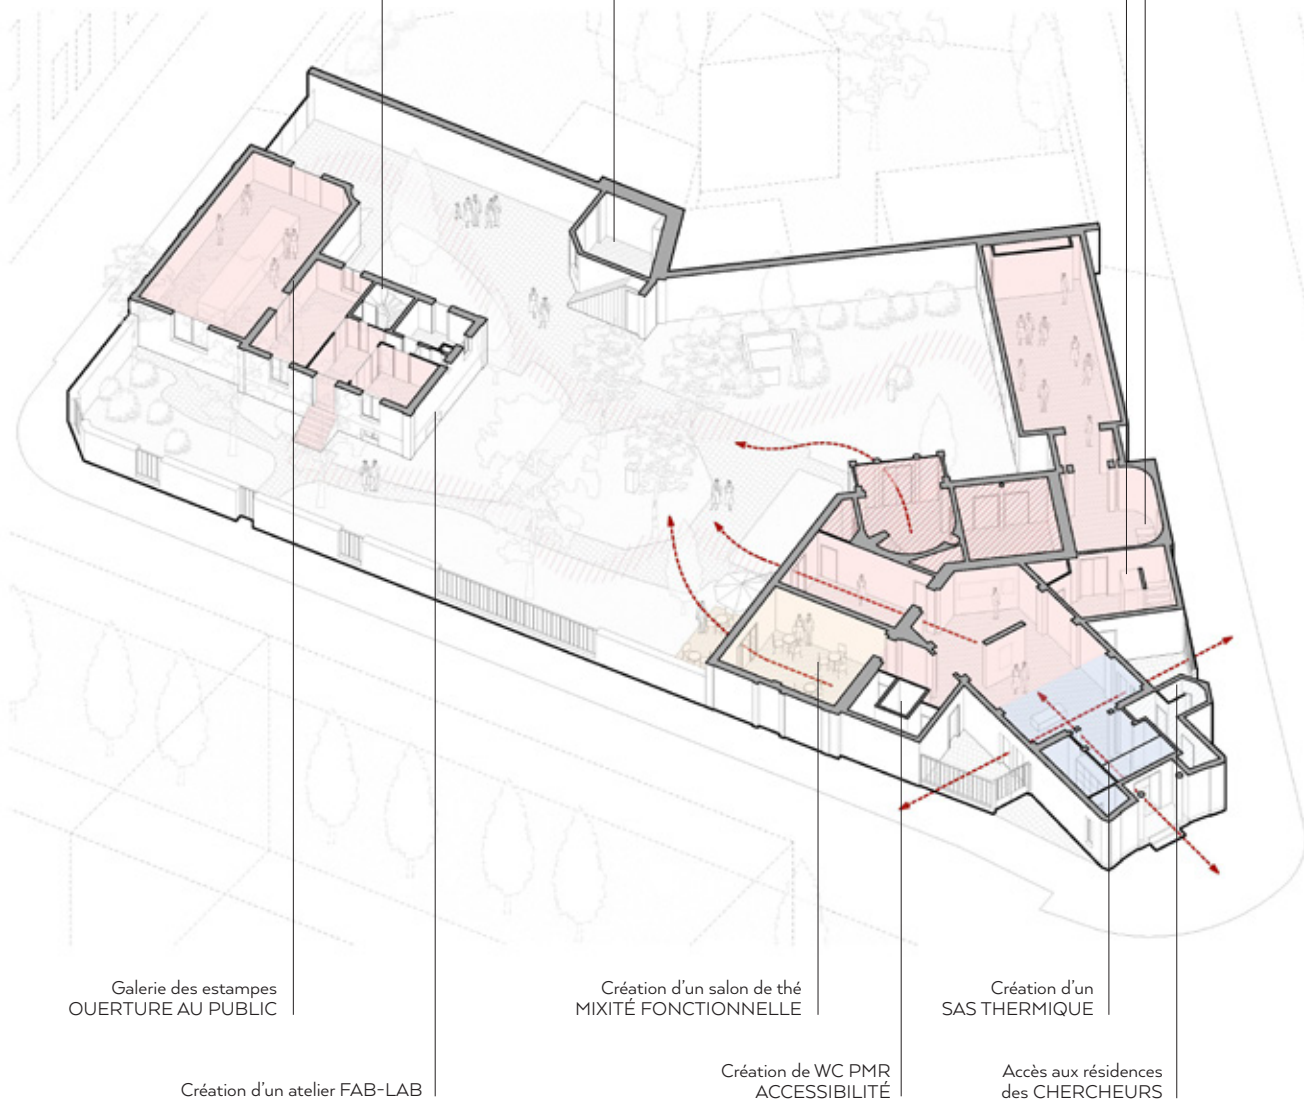 Galerie des estampes
OUERTURE AU PUBLIC
Création d'un salon de thé
MIXITÉ FONCTIONNELLE
Création d'un
SAS THERMIQUE
Création d'un atelier FAB-LAB
Création de WC PMR
ACCESSIBILITÉ
Accès aux résidences
des CHERCHEURS